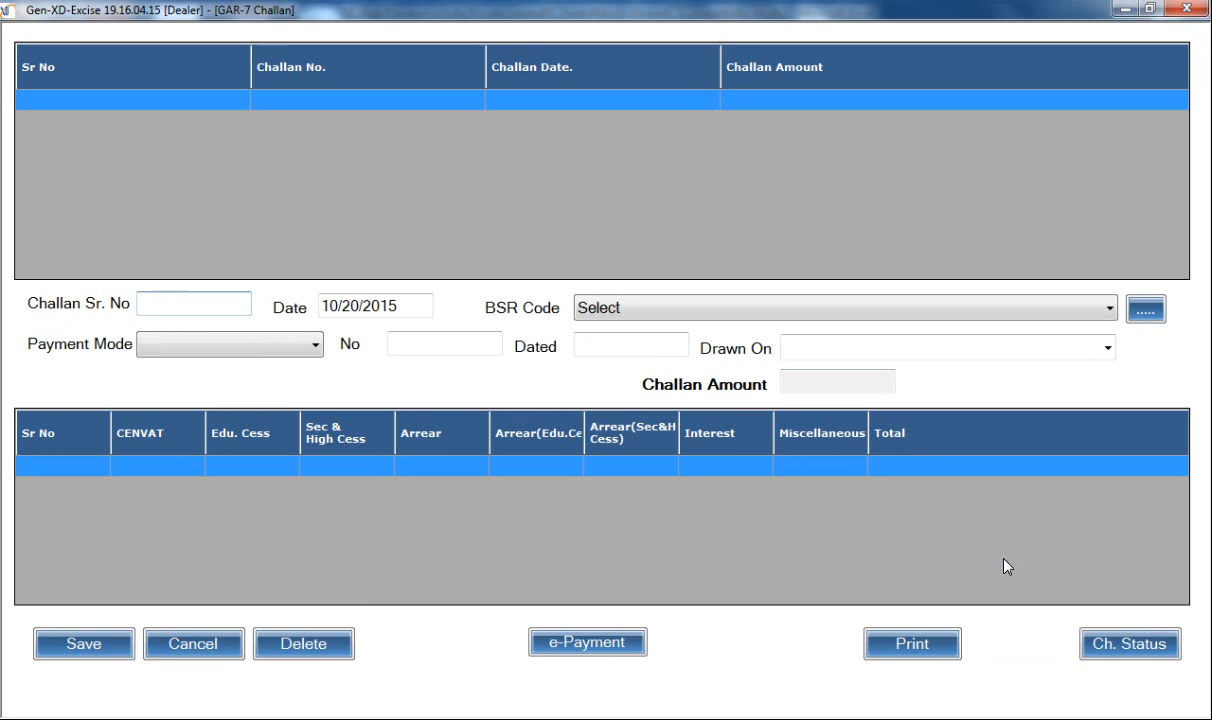 Gen-XD-Excise 19.16.04.15 [Dealer] - [GAR-7 Challan]
Sr No Challan No. Challan Date. Challan Amount
Challan Sr. No Date 10/20/2015 BSR Code Select .....
Payment Mode No Dated Drawn On
Challan Amount
Sr No CENVAT Edu. Cess Sec & High Cess Arrear Arrear(Edu.Ce Arrear(Sec&H Cess) Interest Miscellaneous Total
Save Cancel Delete e-Payment Print Ch. Status